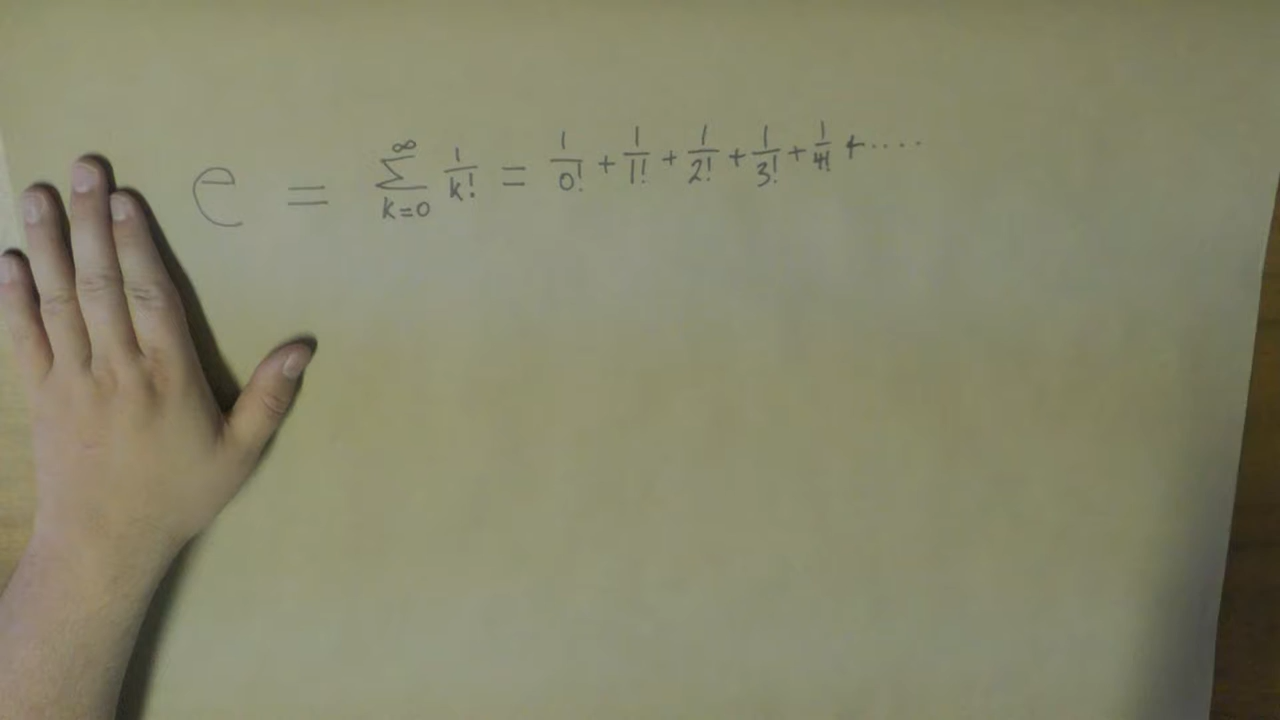 e = ∑_{k=0}^{∞} 1/k! = 1/0! + 1/1! + 1/2! + 1/3! + 1/4! + ....